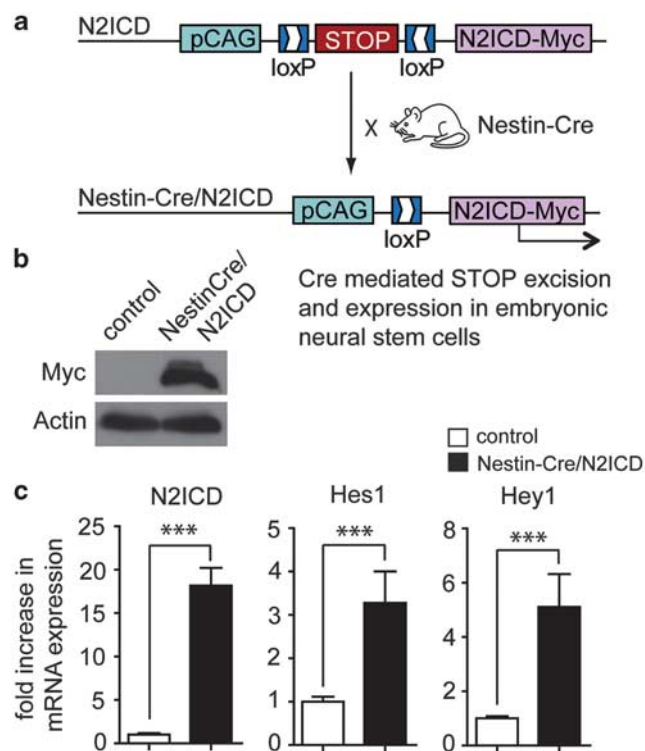 a
N2ICD
pCAG
STOP
N2ICD-Myc
loxP
loxP
X
Nestin-Cre
Nestin-Cre/N2ICD
pCAG
N2ICD-Myc
loxP
b
control
NestinCre/
N2ICD
Myc
Actin
Cre mediated STOP excision
and expression in embryonic
neural stem cells
control
Nestin-Cre/N2ICD
c
fold increase in
mRNA expression
N2ICD
25
20
15
10
5
0
***
Hes1
5
4
3
2
1
0
***
Hey1
8
6
4
2
0
***